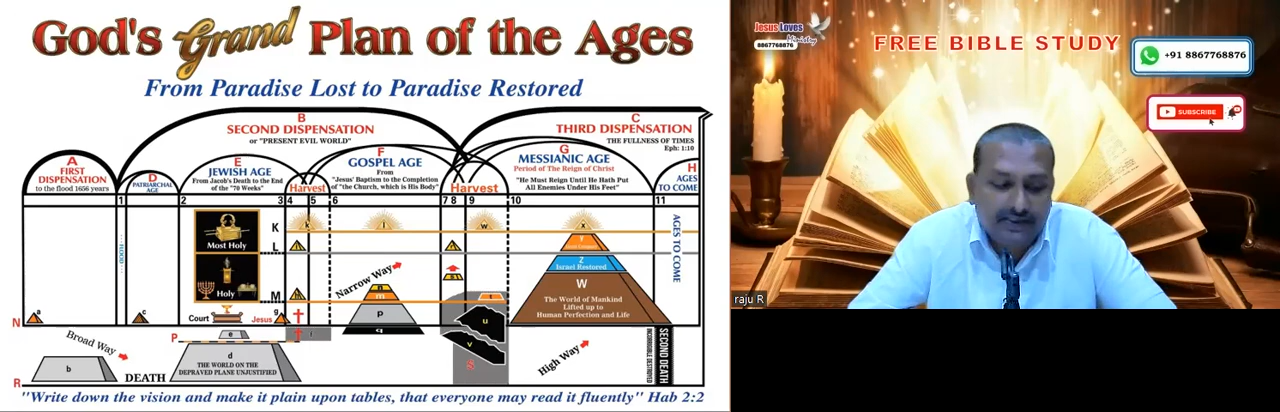 God's Grand Plan of the Ages
From Paradise Lost to Paradise Restored
A
FIRST
DISPENSATION
to the flood 1656 years
B
SECOND DISPENSATION
or "PRESENT EVIL WORLD"
C
THIRD DISPENSATION
THE FULLNESS OF TIMES
Eph: 1:10
D
PATRIARCHAL
AGE
E
JEWISH AGE
From Jacob's Death to the End
of the "70 Weeks"
Harvest
F
GOSPEL AGE
From
"Jesus' Baptism to the Completion
of "the Church, which is His Body"
Harvest
G
MESSIANIC AGE
Period of The Reign of Christ
"He Must Reign Until He Hath Put
All Enemies Under His Feet"
H
AGES
TO COME
1 2 3 4 5 6 7 8 9 10 11
FLOOD
Most Holy
Holy
Court
Jesus
K
L
M
N
P
R
k
l
w
x
AGES TO COME
Z
Israel Restored
W
The World of Mankind
Lifted up to
Human Perfection and Life
Narrow Way
n
m
p
q
t
u
v
S
a
c
g
Broad Way
b
DEATH
e
d
THE WORLD ON THE
DEPRAVED PLANE UNJUSTIFIED
High Way
INCORRIGIBLE DESTROYED
SECOND DEATH
"Write down the vision and make it plain upon tables, that everyone may read it fluently" Hab 2:2
Jesus Loves
Ministry
8867768876
FREE BIBLE STUDY
+91 8867768876
SUBSCRIBE
raju R